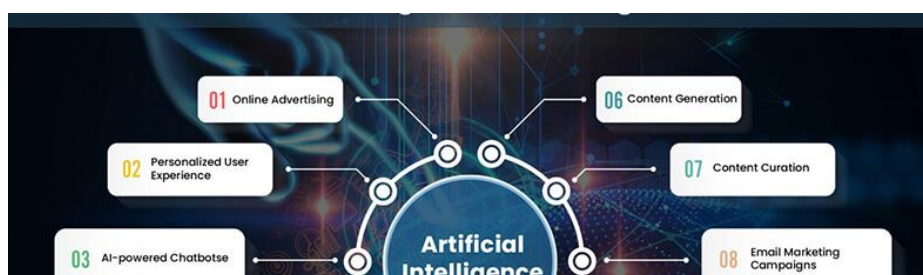 01 Online Advertising
02 Personalized User
Experience
03 AI-powered Chatbotse
Artificial
Intelligence
06 Content Generation
07 Content Curation
08 Email Marketing
Campaigns